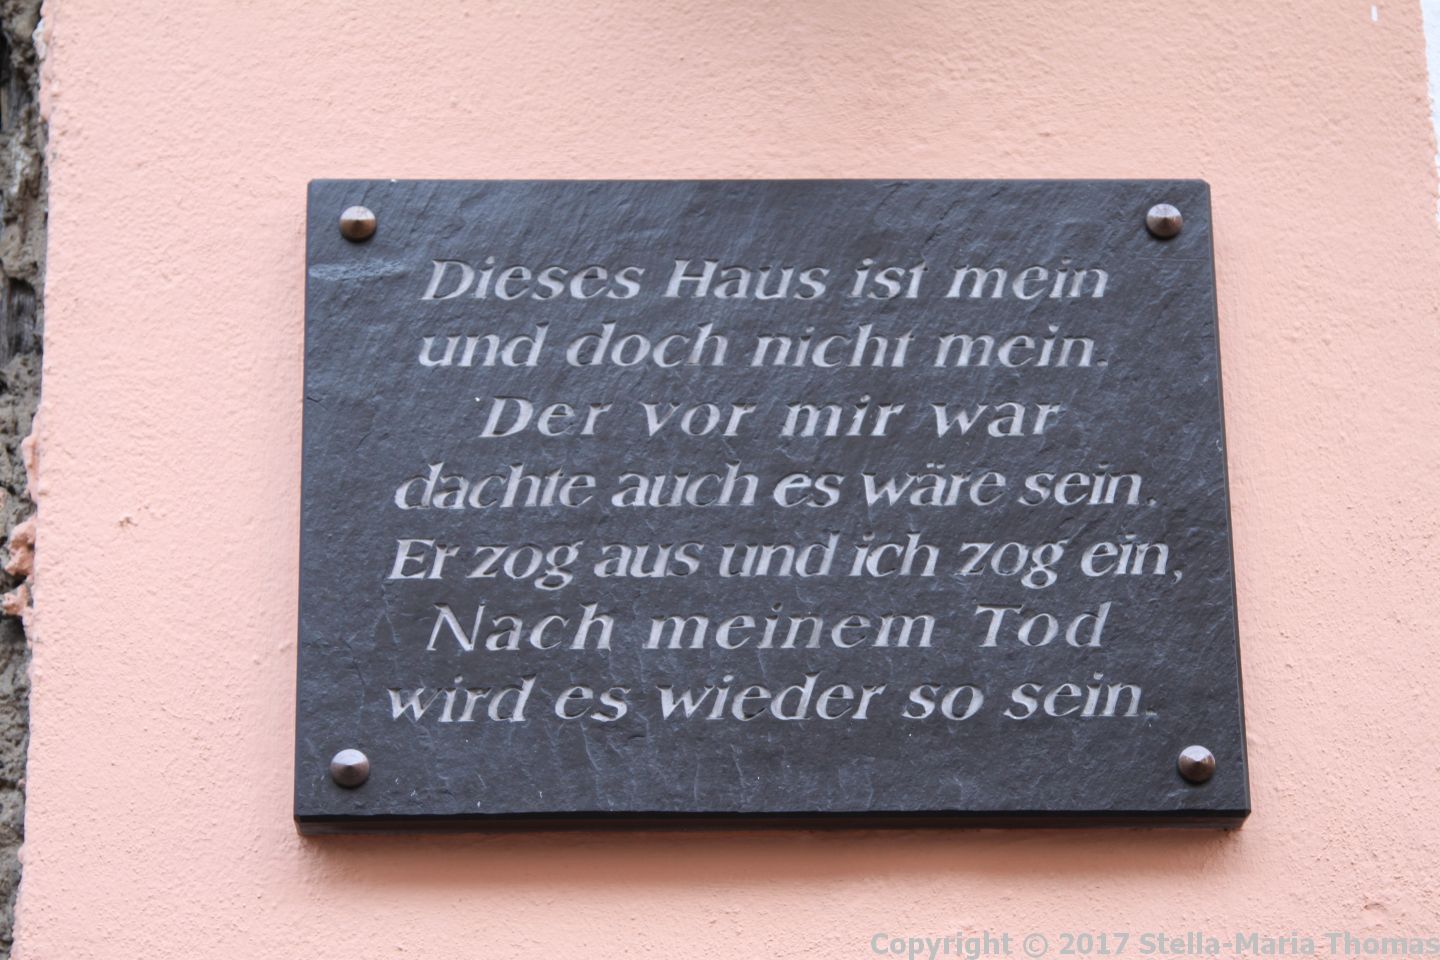 Dieses Haus ist mein
und doch nicht mein.
Der vor mir war
dachte auch es wäre sein.
Er zog aus und ich zog ein,
Nach meinem Tod
wird es wieder so sein.
Copyright © 2017 Stella-Maria Thomas